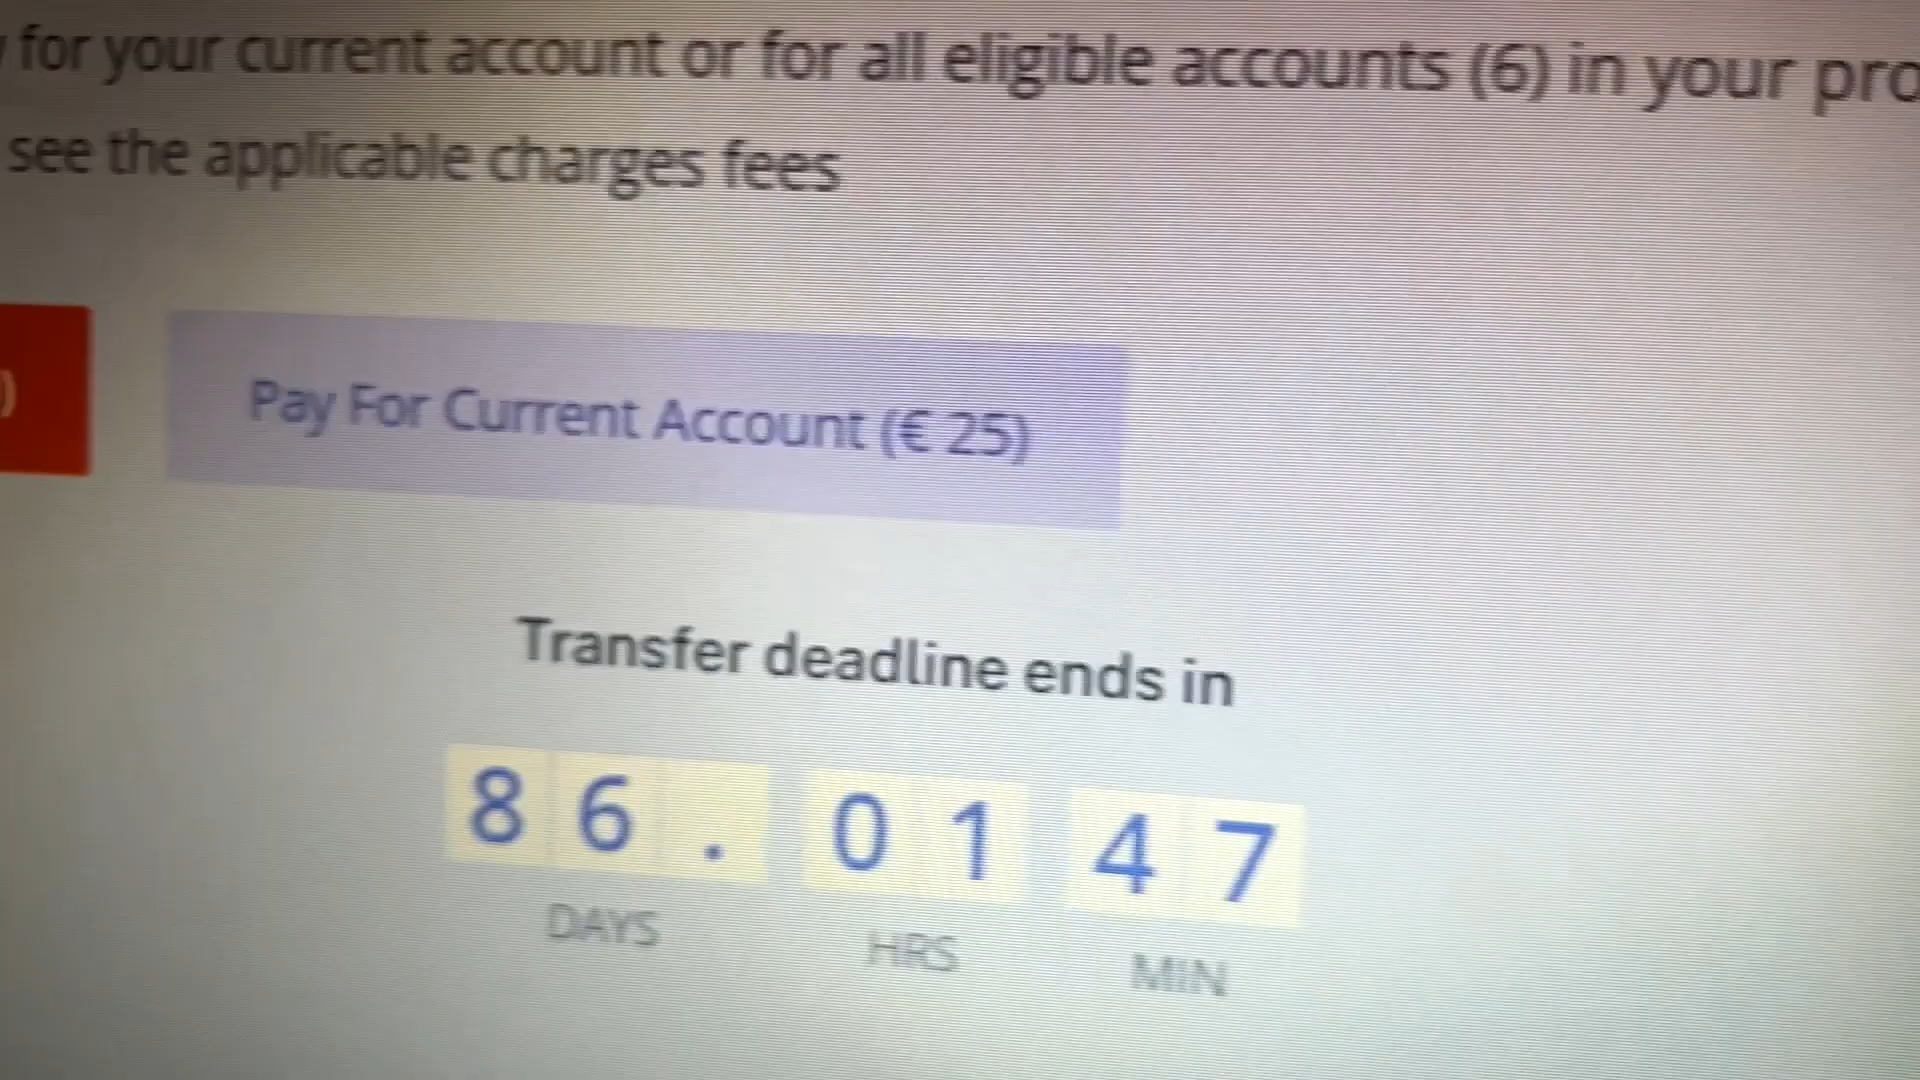 for your current account or for all eligible accounts (6) in your
see the applicable charges fees
)
Pay For Current Account (€ 25)
Transfer deadline ends in
86. 01 47
DAYS HRS MIN